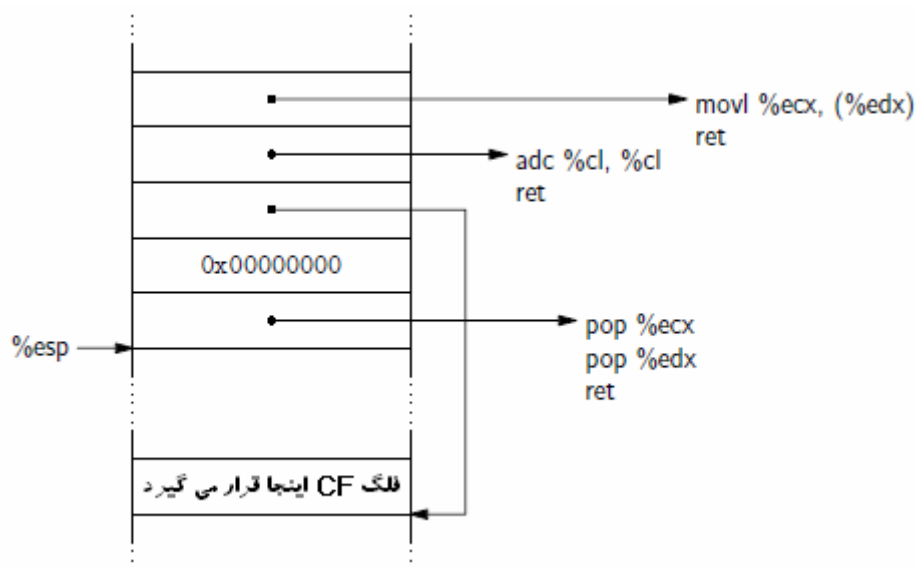 movl %ecx, (%edx)
ret
adc %cl, %cl
ret
0x00000000
pop %ecx
pop %edx
ret
%esp
فلگ CF اینجا قرار می گیرد